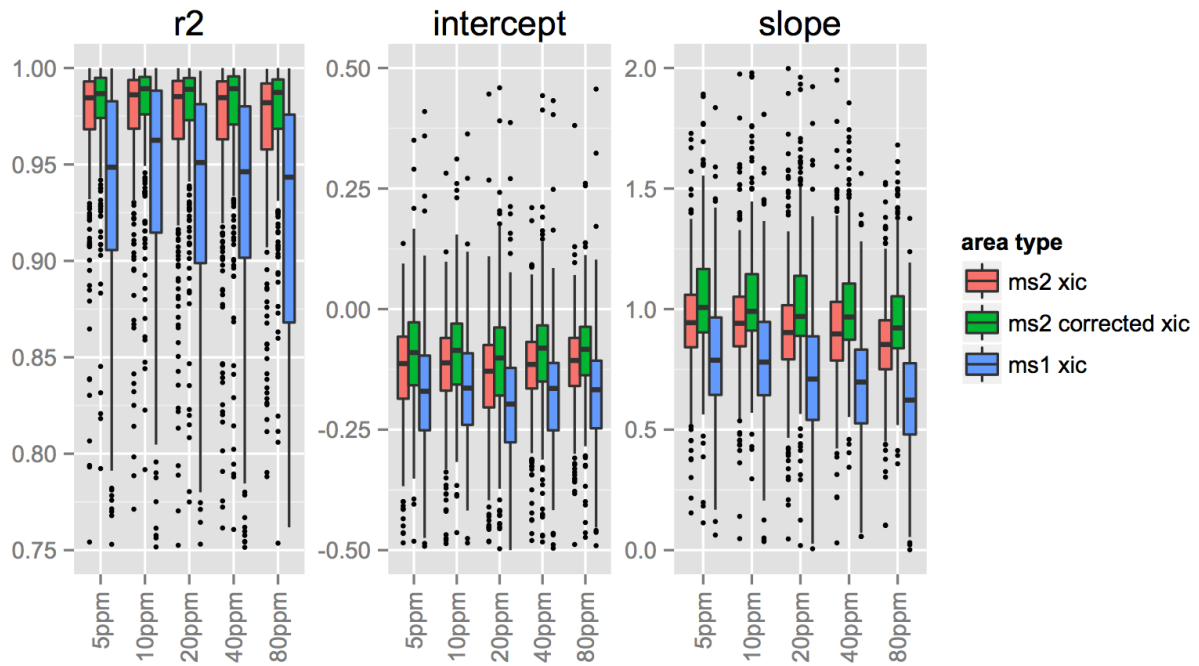 r2
intercept
slope
1.00
0.95
0.90
0.85
0.80
0.75
0.50
0.25
0.00
-0.25
-0.50
2.0
1.5
1.0
0.5
0.0
5ppm
10ppm
20ppm
40ppm
80ppm
5ppm
10ppm
20ppm
40ppm
80ppm
5ppm
10ppm
20ppm
40ppm
80ppm
area type
ms2 xic
ms2 corrected xic
ms1 xic